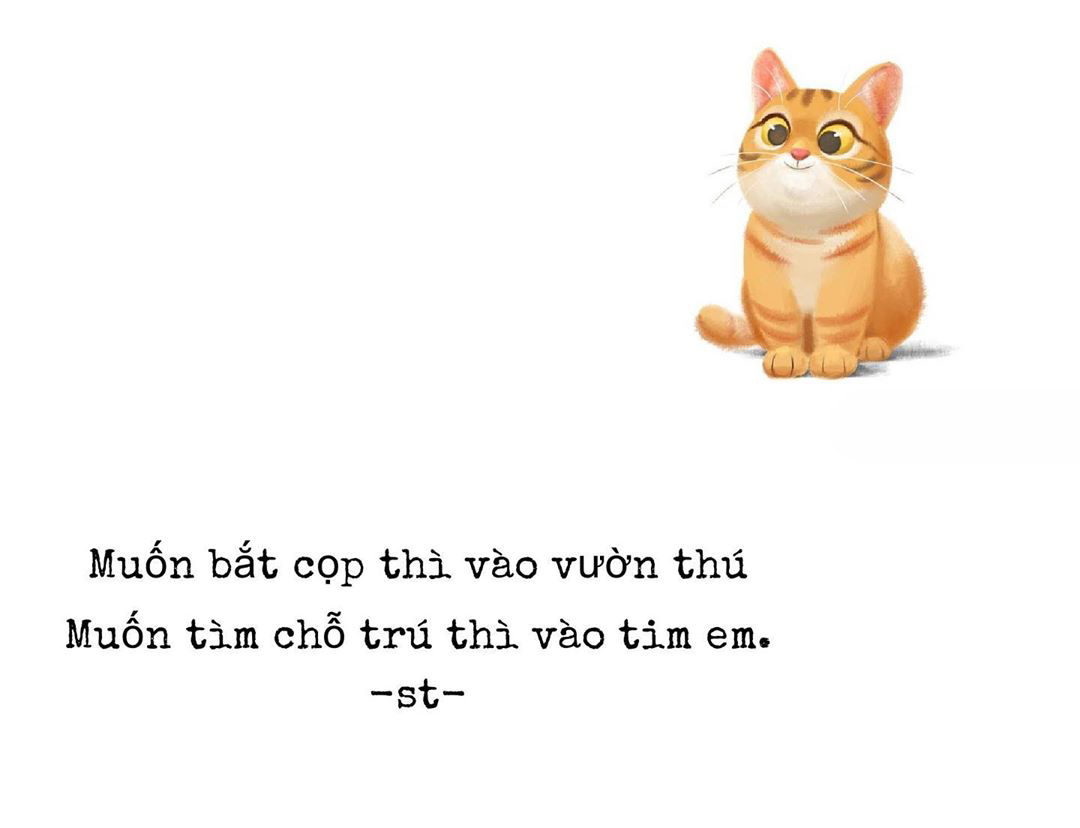 Muốn bắt cọp thì vào vườn thú
Muốn tìm chỗ trú thì vào tim em.
-st-